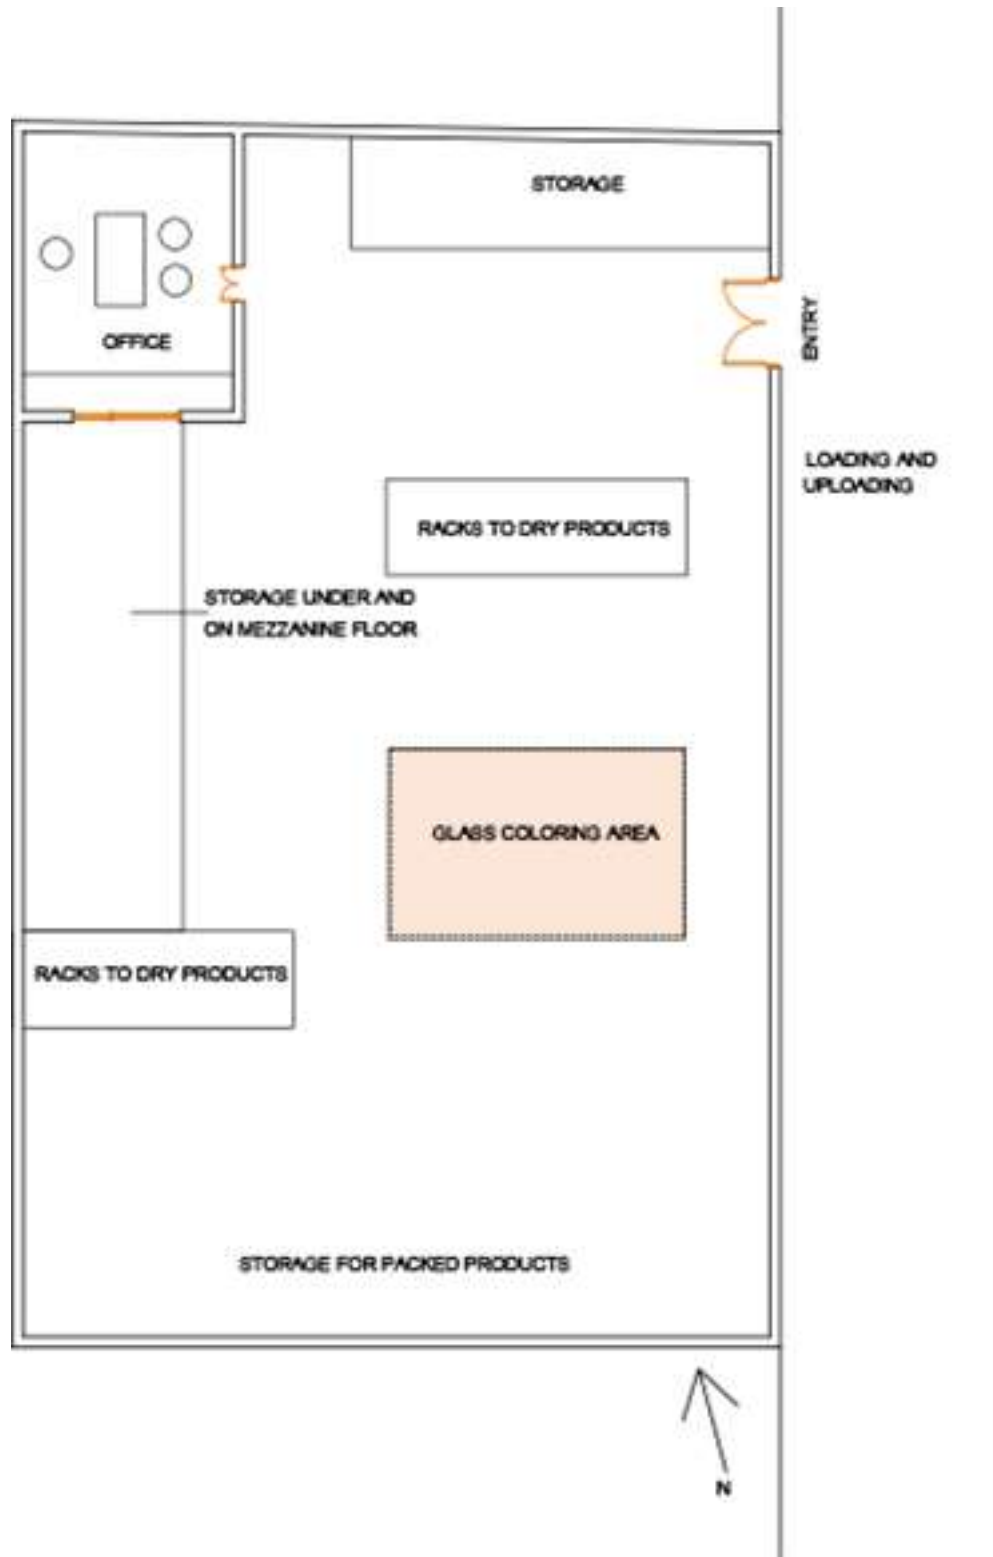 STORAGE
OFFICE
ENTRY
LOADING AND
UPLOADING
RACKS TO DRY PRODUCTS
STORAGE UNDER AND
ON MEZZANINE FLOOR
GLASS COLORING AREA
RACKS TO DRY PRODUCTS
STORAGE FOR PACKED PRODUCTS
N